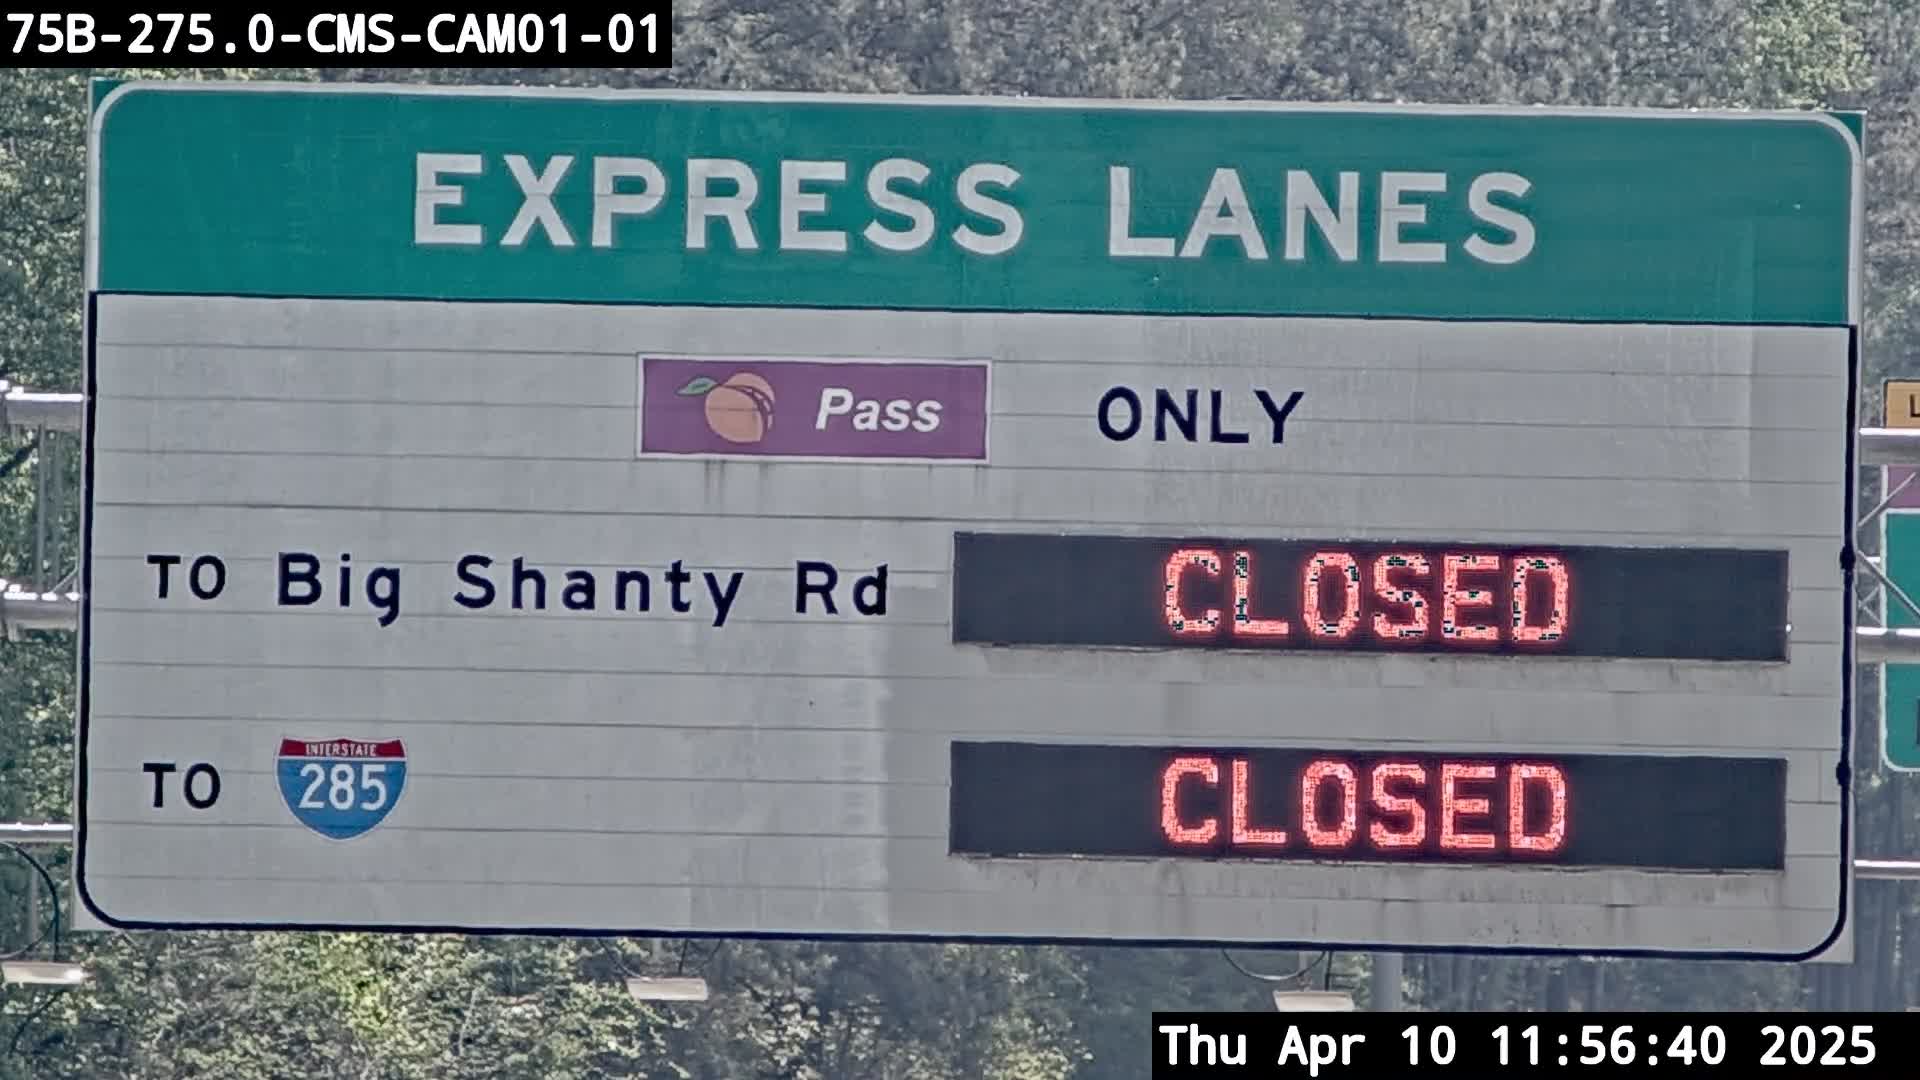 75B-275.0-CMS-CAM01-01
EXPRESS LANES
Pass ONLY
TO Big Shanty Rd CLOSED
TO INTERSTATE 285 CLOSED
Thu Apr 10 11:56:40 2025